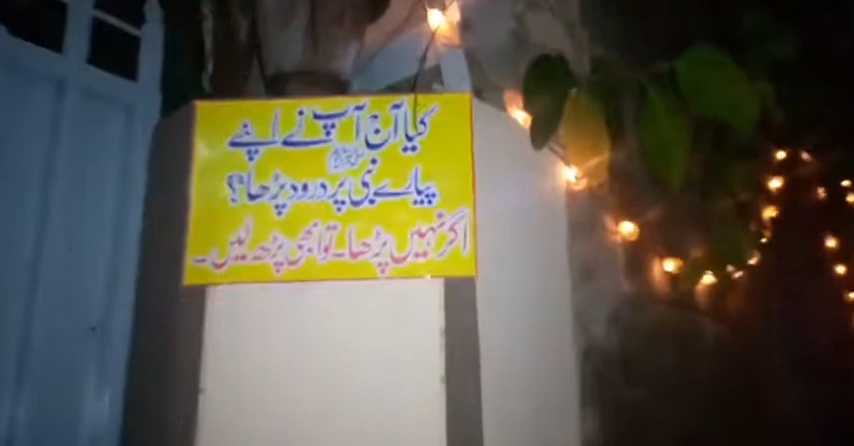 کیا آج آپ نے اپنے
پیارے نبی ﷺ پر درود پڑھا؟
اگر نہیں پڑھا۔ تو ابھی پڑھ لیں۔